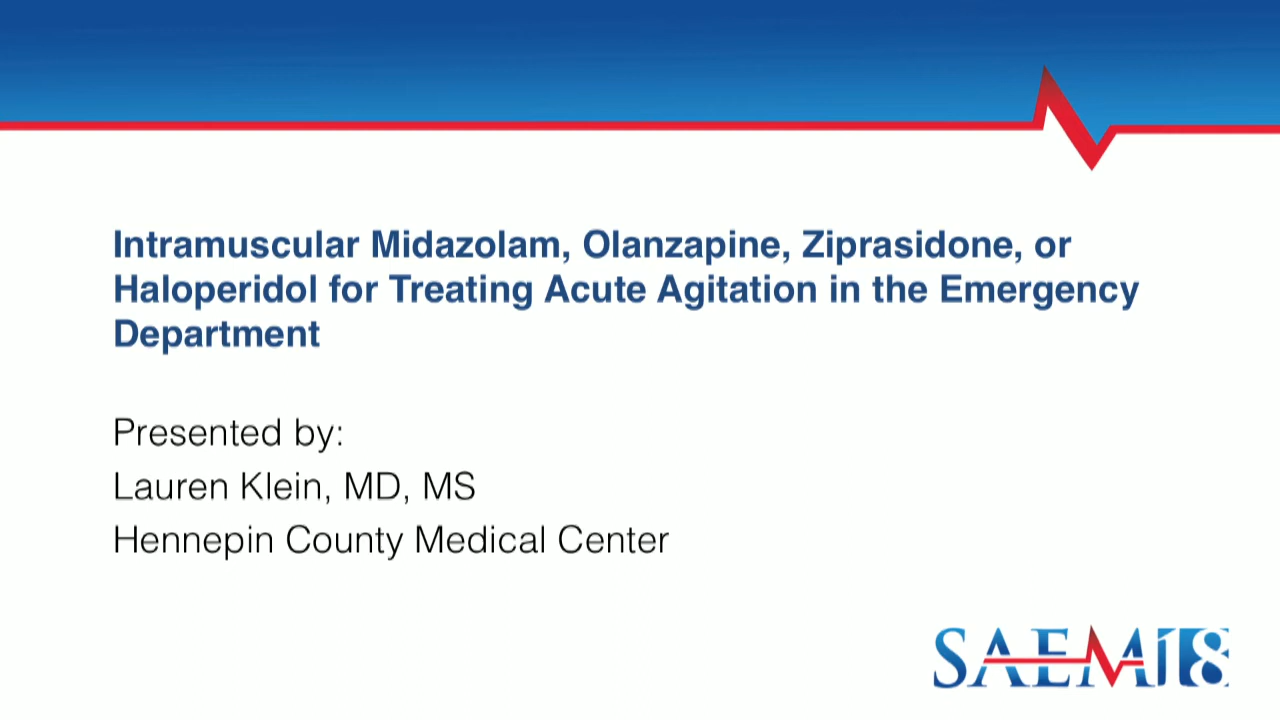 Intramuscular Midazolam, Olanzapine, Ziprasidone, or
Haloperidol for Treating Acute Agitation in the Emergency
Department
Presented by:
Lauren Klein, MD, MS
Hennepin County Medical Center
SAEM18